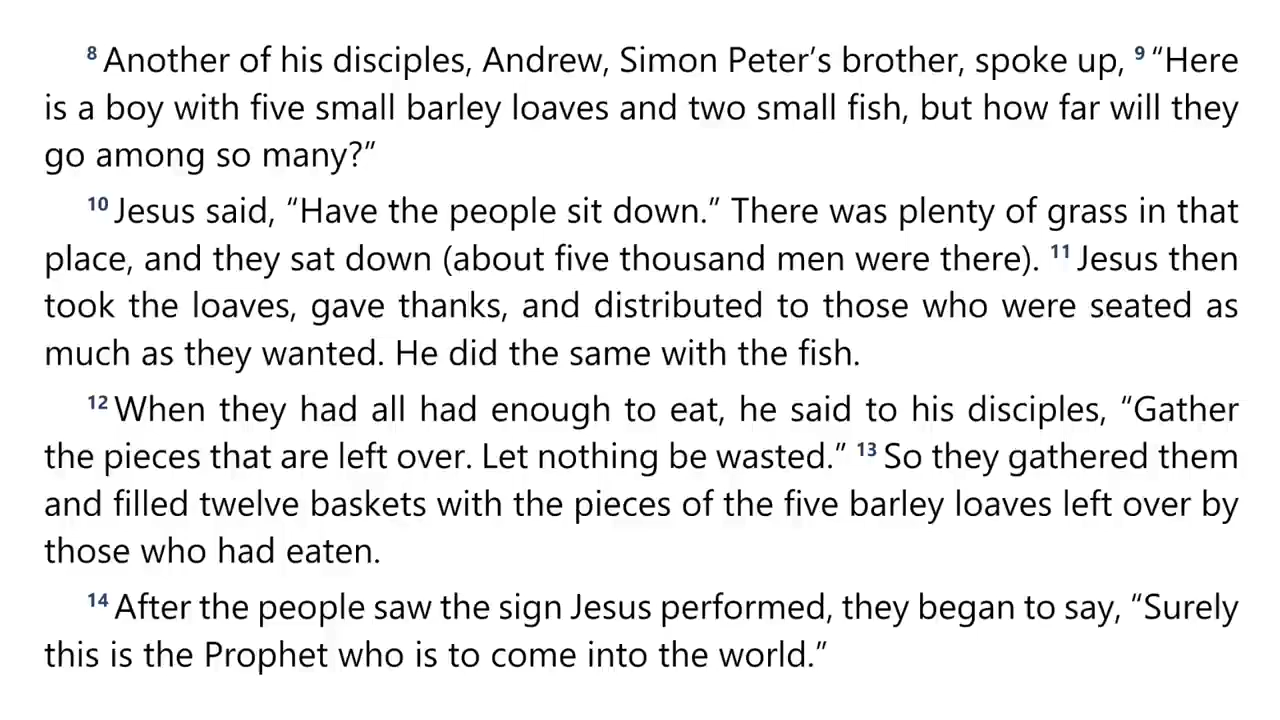 8 Another of his disciples, Andrew, Simon Peter’s brother, spoke up, 9 “Here
is a boy with five small barley loaves and two small fish, but how far will they
go among so many?”
10 Jesus said, “Have the people sit down.” There was plenty of grass in that
place, and they sat down (about five thousand men were there). 11 Jesus then
took the loaves, gave thanks, and distributed to those who were seated as
much as they wanted. He did the same with the fish.
12 When they had all had enough to eat, he said to his disciples, “Gather
the pieces that are left over. Let nothing be wasted.” 13 So they gathered them
and filled twelve baskets with the pieces of the five barley loaves left over by
those who had eaten.
14 After the people saw the sign Jesus performed, they began to say, “Surely
this is the Prophet who is to come into the world.”